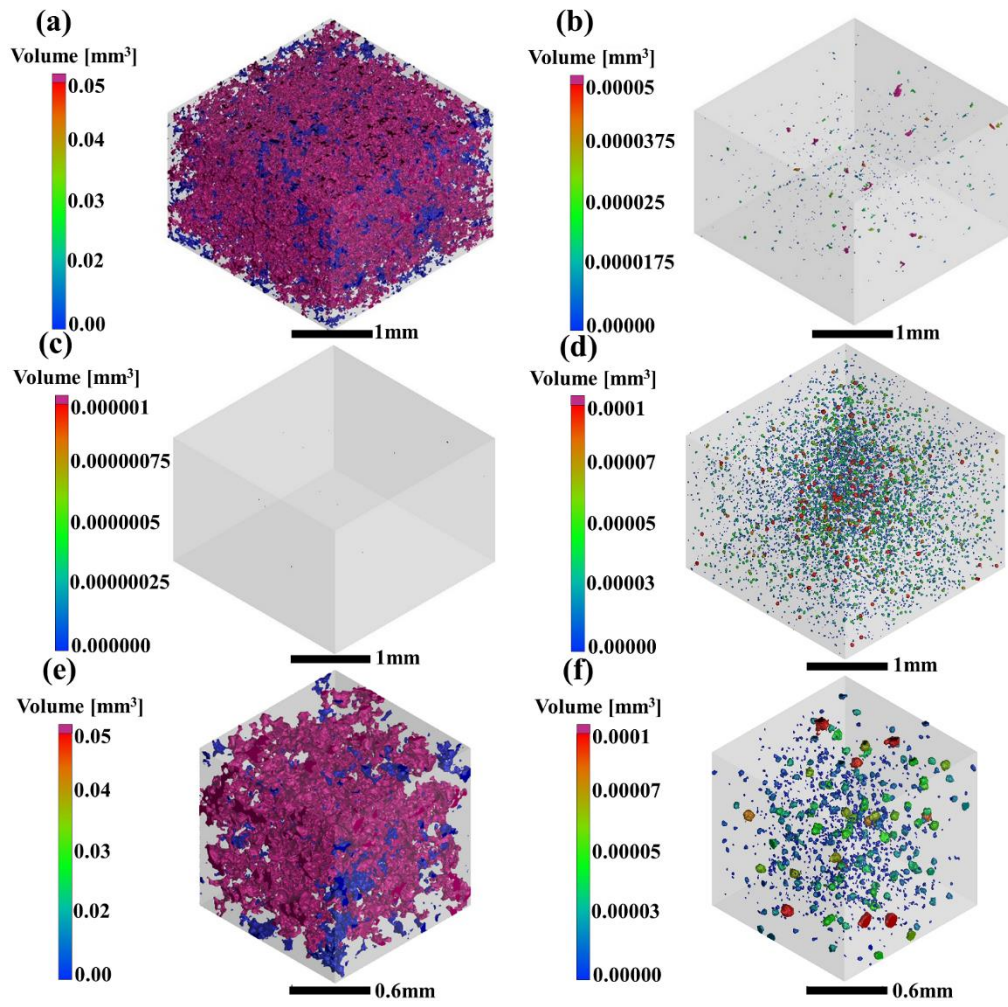 (a)
Volume [mm³]
0.05
0.04
0.03
0.02
0.00
1mm
(b)
Volume [mm³]
0.00005
0.0000375
0.000025
0.0000175
0.00000
1mm
(c)
Volume [mm³]
0.000001
0.00000075
0.0000005
0.00000025
0.000000
1mm
(d)
Volume [mm³]
0.0001
0.00007
0.00005
0.00003
0.00000
1mm
(e)
Volume [mm³]
0.05
0.04
0.03
0.02
0.00
0.6mm
(f)
Volume [mm³]
0.0001
0.00007
0.00005
0.00003
0.00000
0.6mm